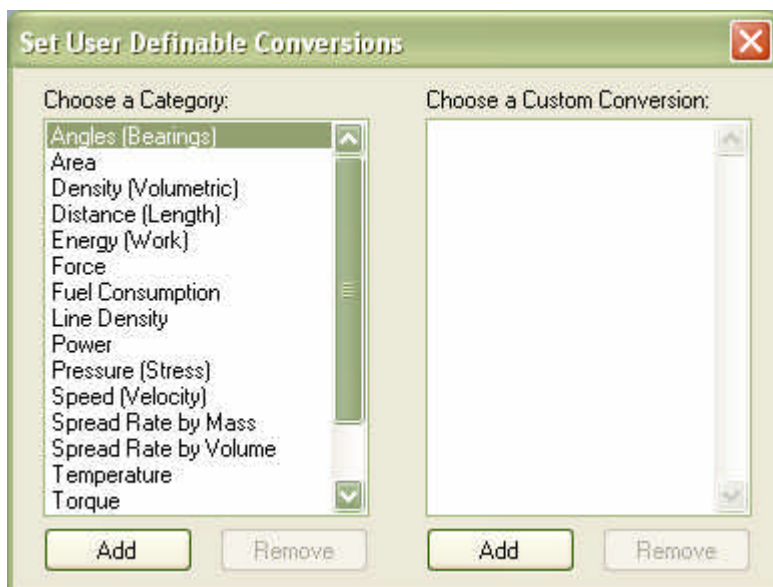 Set User Definable Conversions
Choose a Category:
Angles (Bearings)
Area
Density (Volumetric)
Distance (Length)
Energy (Work)
Force
Fuel Consumption
Line Density
Power
Pressure (Stress)
Speed (Velocity)
Spread Rate by Mass
Spread Rate by Volume
Temperature
Torque
Add
Remove
Choose a Custom Conversion:
Add
Remove